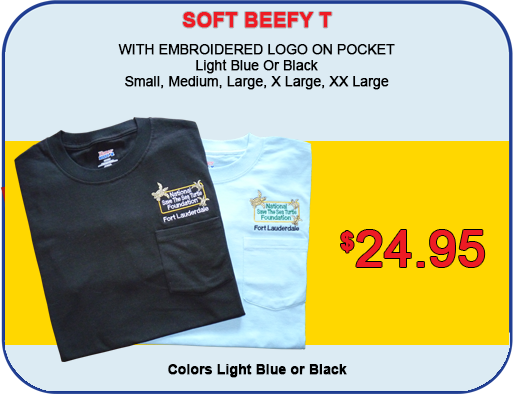 SOFT BEEFY T
WITH EMBROIDERED LOGO ON POCKET
Light Blue Or Black
Small, Medium, Large, X Large, XX Large
National
Save The Sea Turtle
Foundation
Fort Lauderdale
National
Save The Sea Turtle
Foundation
Fort Lauderdale
$24.95
Colors Light Blue or Black